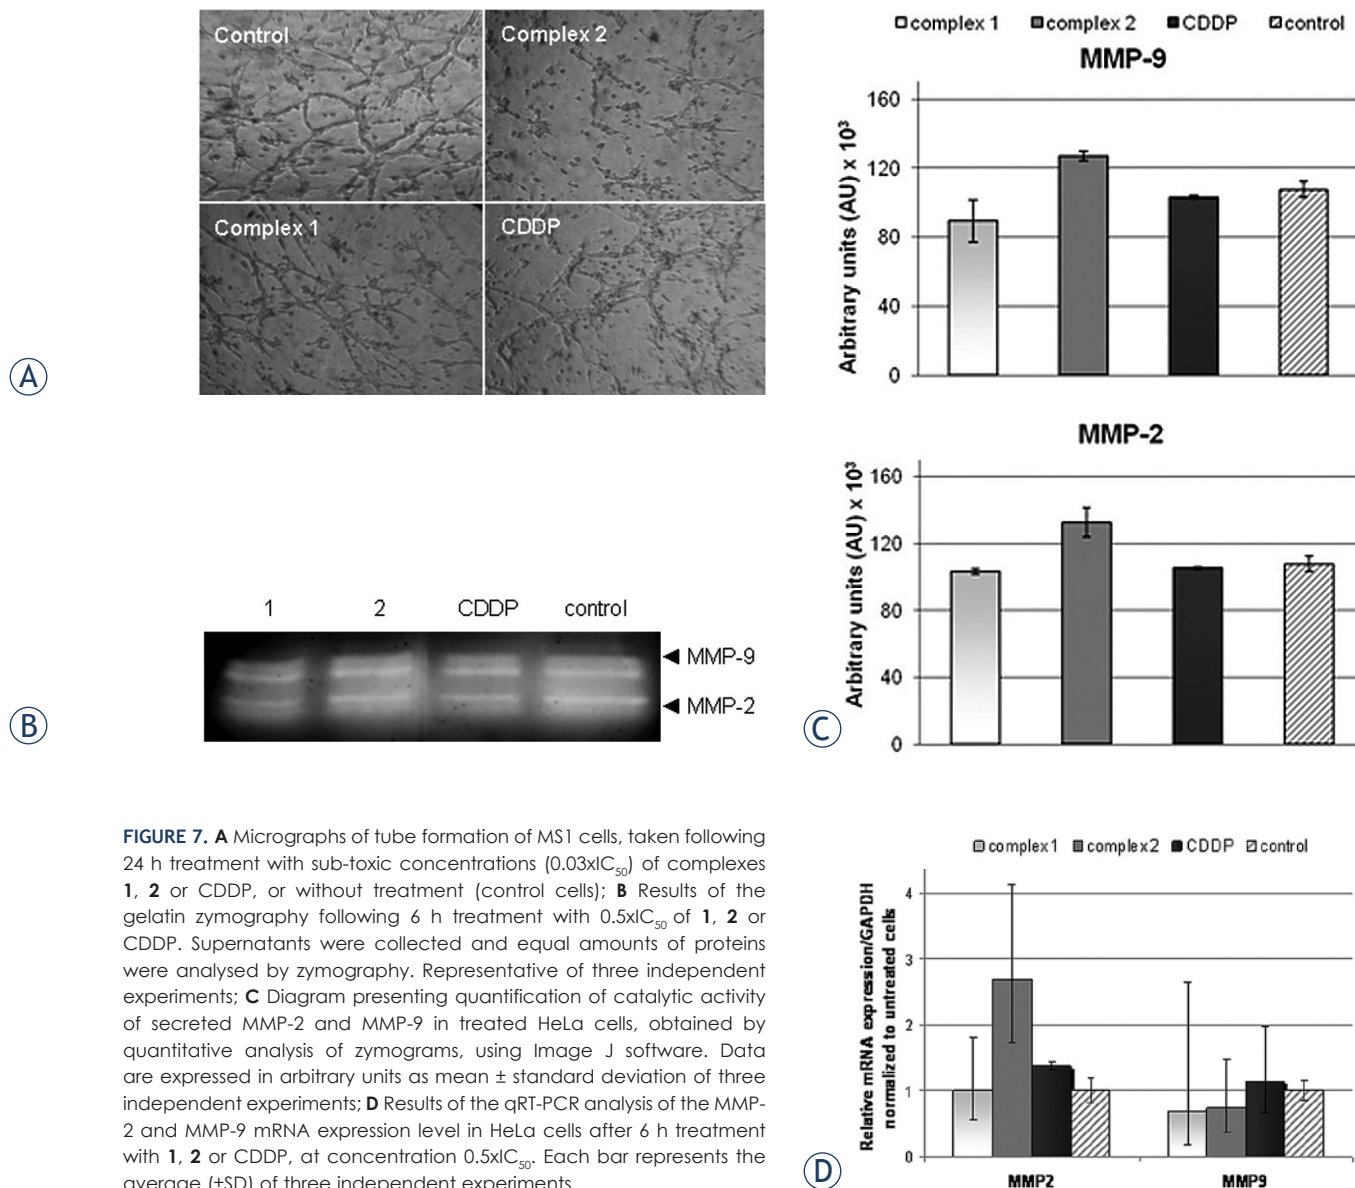 Control
Complex 2
Complex 1
CDDP
A
1 2 CDDP control
MMP-9
MMP-2
B
complex 1 complex 2 CDDP control
MMP-9
Arbitrary units (AU) x 10³
160
120
80
40
0
MMP-2
Arbitrary units (AU) x 10³
160
120
80
40
0
C
FIGURE 7. A Micrographs of tube formation of MS1 cells, taken following
24 h treatment with sub-toxic concentrations (0.03xIC₅₀) of complexes
1, 2 or CDDP, or without treatment (control cells); B Results of the
gelatin zymography following 6 h treatment with 0.5xIC₅₀ of 1, 2 or
CDDP. Supernatants were collected and equal amounts of proteins
were analysed by zymography. Representative of three independent
experiments; C Diagram presenting quantification of catalytic activity
of secreted MMP-2 and MMP-9 in treated HeLa cells, obtained by
quantitative analysis of zymograms, using Image J software. Data
are expressed in arbitrary units as mean ± standard deviation of three
independent experiments; D Results of the qRT-PCR analysis of the MMP-
2 and MMP-9 mRNA expression level in HeLa cells after 6 h treatment
with 1, 2 or CDDP, at concentration 0.5xIC₅₀. Each bar represents the
average (±SD) of three independent experiments
complex1 complex2 CDDP control
Relative mRNA expression/GAPDH
normalized to untreated cells
4
3
2
1
0
MMP2 MMP9
D